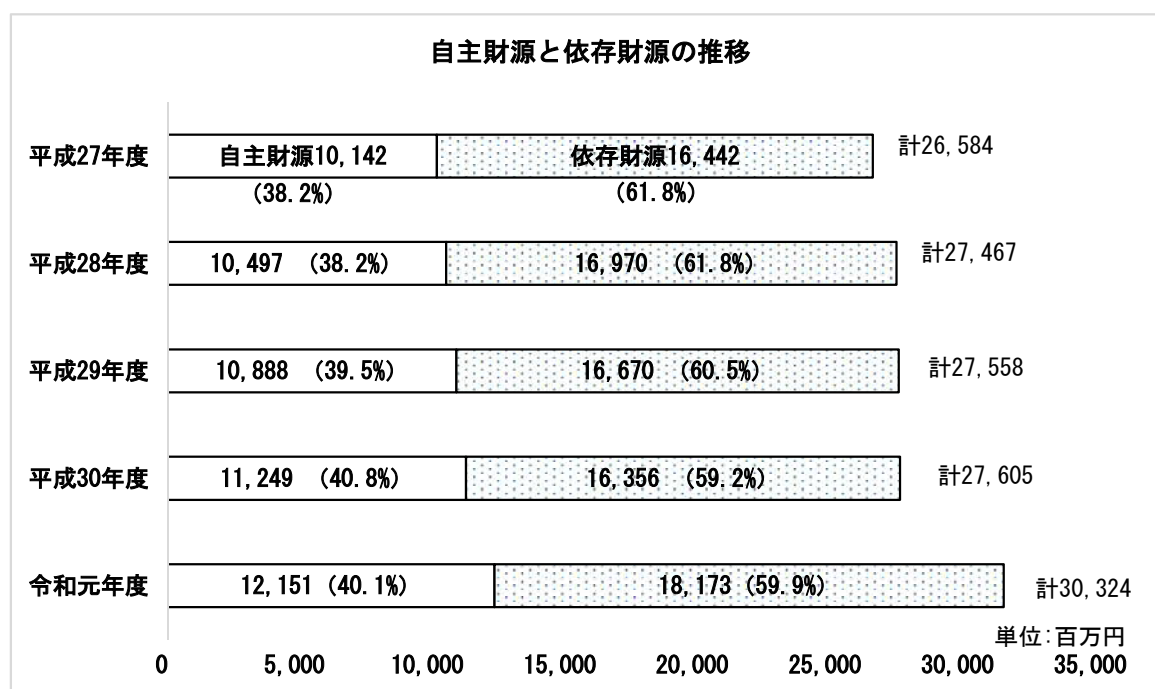 自主財源と依存財源の推移
平成27年度 自主財源10,142 依存財源16,442 計26,584
(38.2%) (61.8%)
平成28年度 10,497 (38.2%) 16,970 (61.8%) 計27,467
平成29年度 10,888 (39.5%) 16,670 (60.5%) 計27,558
平成30年度 11,249 (40.8%) 16,356 (59.2%) 計27,605
令和元年度 12,151 (40.1%) 18,173 (59.9%) 計30,324
単位:百万円
0 5,000 10,000 15,000 20,000 25,000 30,000 35,000